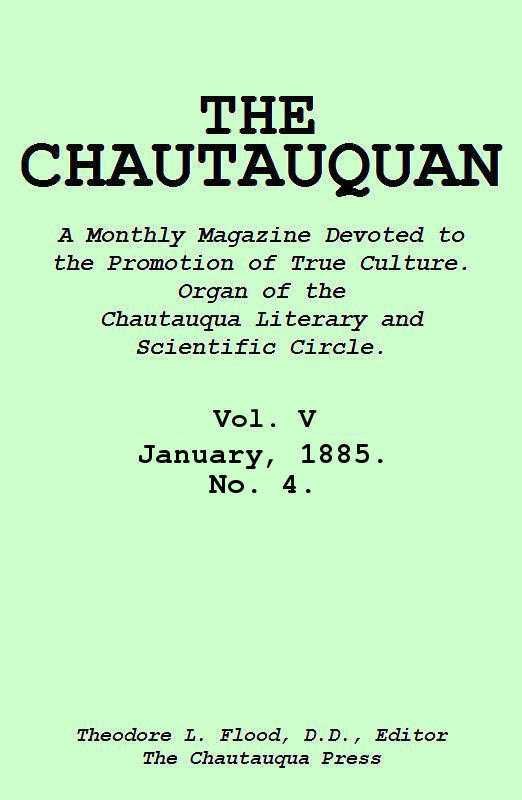 THE
CHAUTAUQUAN
A Monthly Magazine Devoted to
the Promotion of True Culture.
Organ of the
Chautauqua Literary and
Scientific Circle.
Vol. V
January, 1885.
No. 4.
Theodore L. Flood, D.D., Editor
The Chautauqua Press